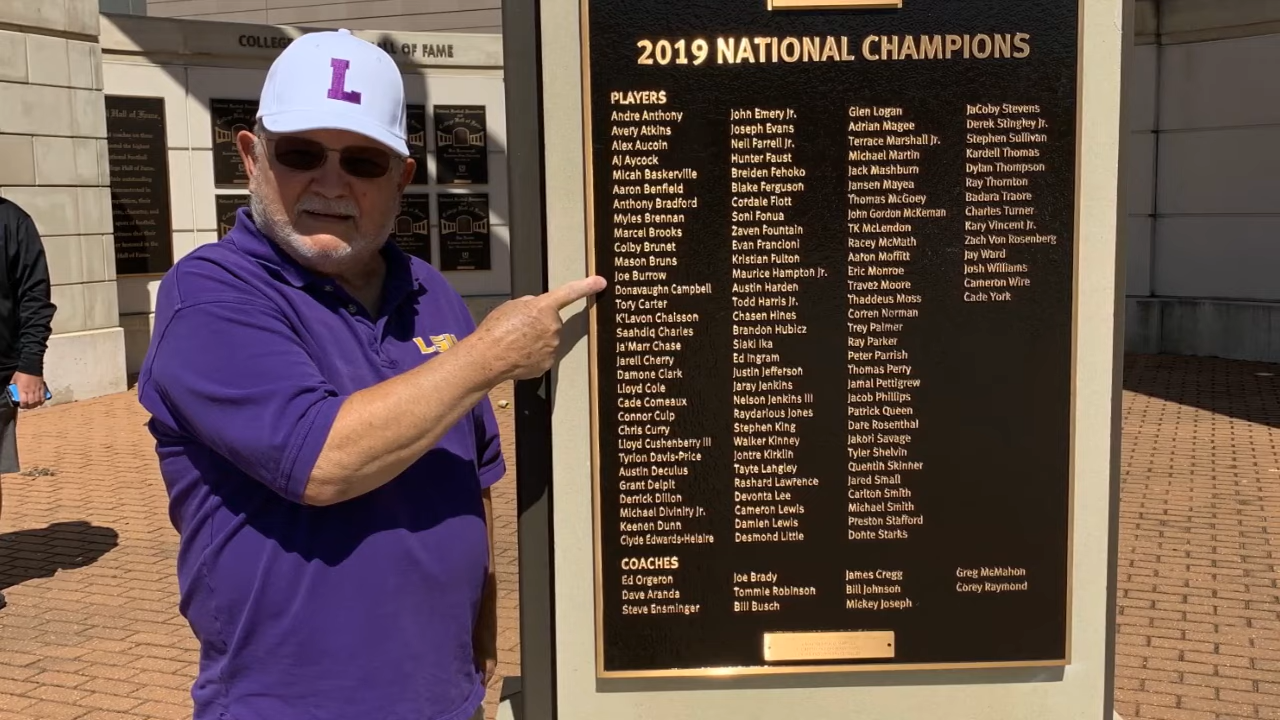 COLLEGE
ALL OF FAME
L
LSU
2019 NATIONAL CHAMPIONS
PLAYERS
Andre Anthony
Avery Atkins
Alex Aucoin
AJ Aycock
Micah Baskerville
Aaron Benfield
Anthony Bradford
Myles Brennan
Marcel Brooks
Colby Brunet
Mason Bruns
Joe Burrow
Donavaughn Campbell
Tory Carter
K'Lavon Chaisson
Saahdiq Charles
Ja'Marr Chase
Jarell Cherry
Damone Clark
Lloyd Cole
Cade Comeaux
Connor Culp
Chris Curry
Lloyd Cushenberry III
Tyrion Davis-Price
Austin Deculus
Grant Delpit
Derrick Dillon
Michael Divinity Jr.
Keenen Dunn
Clyde Edwards-Helaire
John Emery Jr.
Joseph Evans
Neil Farrell Jr.
Hunter Faust
Breiden Fehoko
Blake Ferguson
Cordale Flott
Soni Fonua
Zaven Fountain
Evan Francioni
Kristian Fulton
Maurice Hampton Jr.
Austin Harden
Todd Harris Jr.
Chasen Hines
Brandon Hubicz
Siaki Ika
Ed Ingram
Justin Jefferson
Jaray Jenkins
Nelson Jenkins III
Raydarious Jones
Stephen King
Walker Kinney
Jontre Kirklin
Tayte Langley
Rashard Lawrence
Devonta Lee
Cameron Lewis
Damien Lewis
Desmond Little
Glen Logan
Adrian Magee
Terrace Marshall Jr.
Michael Martin
Jack Mashburn
Jansen Mayea
Thomas McGoey
John Gordon McKernan
TK McLendon
Racey McMath
Aaron Moffitt
Eric Monroe
Travez Moore
Thaddeus Moss
Corren Norman
Trey Palmer
Ray Parker
Peter Parrish
Thomas Perry
Jamal Pettigrew
Jacob Phillips
Patrick Queen
Dare Rosenthal
Jakori Savage
Tyler Shelvin
Quentin Skinner
Jared Small
Carlton Smith
Michael Smith
Preston Stafford
Donte Starks
JaCoby Stevens
Derek Stingley Jr.
Stephen Sullivan
Kardell Thomas
Dylan Thompson
Ray Thornton
Badara Traore
Charles Turner
Kary Vincent Jr.
Zach Von Rosenberg
Jay Ward
Josh Williams
Cameron Wire
Cade York
COACHES
Ed Orgeron
Dave Aranda
Steve Ensminger
Joe Brady
Tommie Robinson
Bill Busch
James Cregg
Bill Johnson
Mickey Joseph
Greg McMahon
Corey Raymond